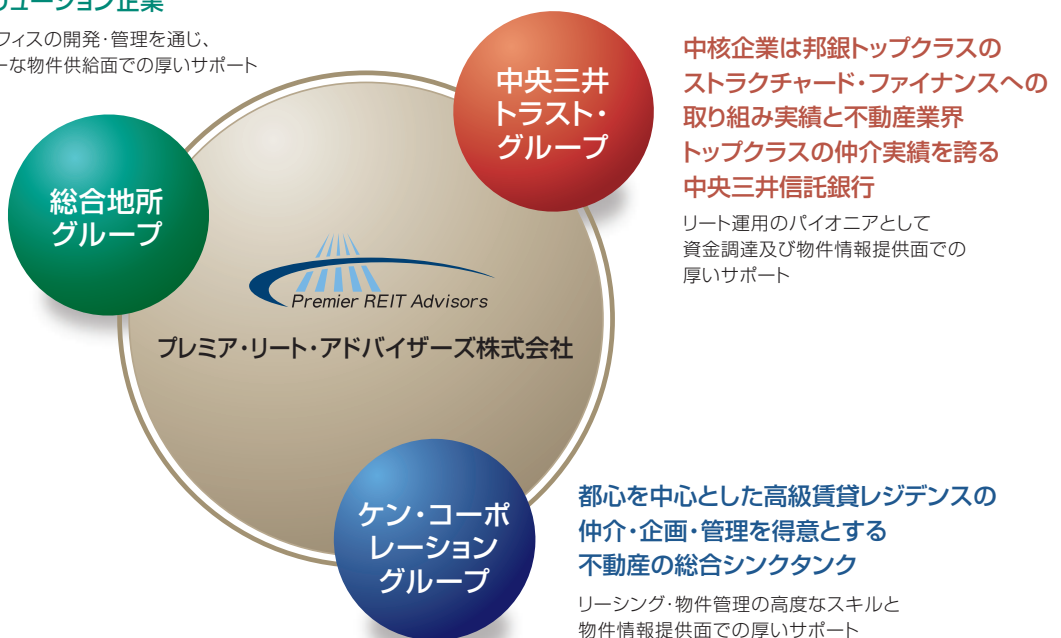 リューション企業
フィスの開発・管理を通じ、
ーな物件供給面での厚いサポート
総合地所
グループ
中央三井
トラスト・
グループ
中核企業は邦銀トップクラスの
ストラクチャード・ファイナンスへの
取り組み実績と不動産業界
トップクラスの仲介実績を誇る
中央三井信託銀行
リート運用のパイオニアとして
資金調達及び物件情報提供面での
厚いサポート
Premier REIT Advisors
プレミア・リート・アドバイザーズ株式会社
ケン・コーポ
レーション
グループ
都心を中心とした高級賃貸レジデンスの
仲介・企画・管理を得意とする
不動産の総合シンクタンク
リーシング・物件管理の高度なスキルと
物件情報提供面での厚いサポート